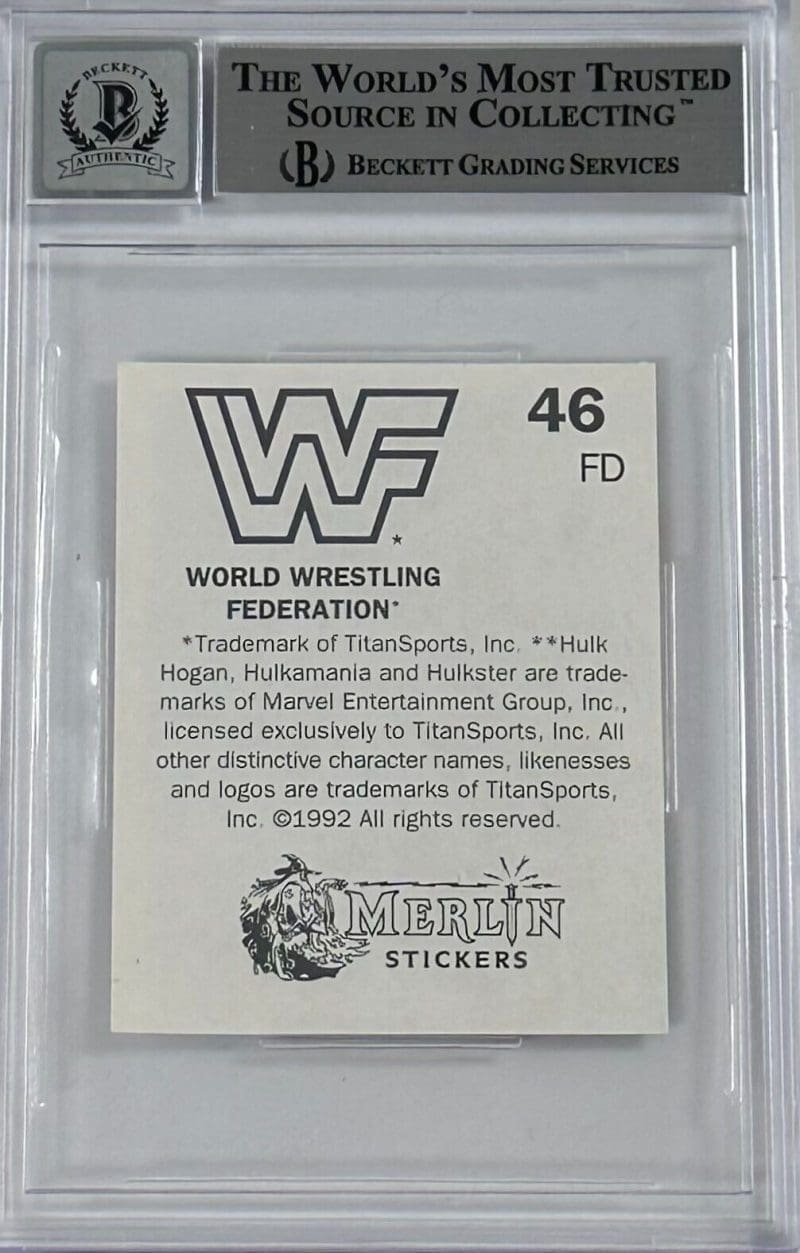 BECKETT
B
AUTHENTIC
THE WORLD'S MOST TRUSTED
SOURCE IN COLLECTING™
(B) BECKETT GRADING SERVICES
WF
46
FD
WORLD WRESTLING
FEDERATION*
*Trademark of TitanSports, Inc. **Hulk
Hogan, Hulkamania and Hulkster are trade-
marks of Marvel Entertainment Group, Inc.,
licensed exclusively to TitanSports, Inc. All
other distinctive character names, likenesses
and logos are trademarks of TitanSports,
Inc. ©1992 All rights reserved.
MERLIN
STICKERS